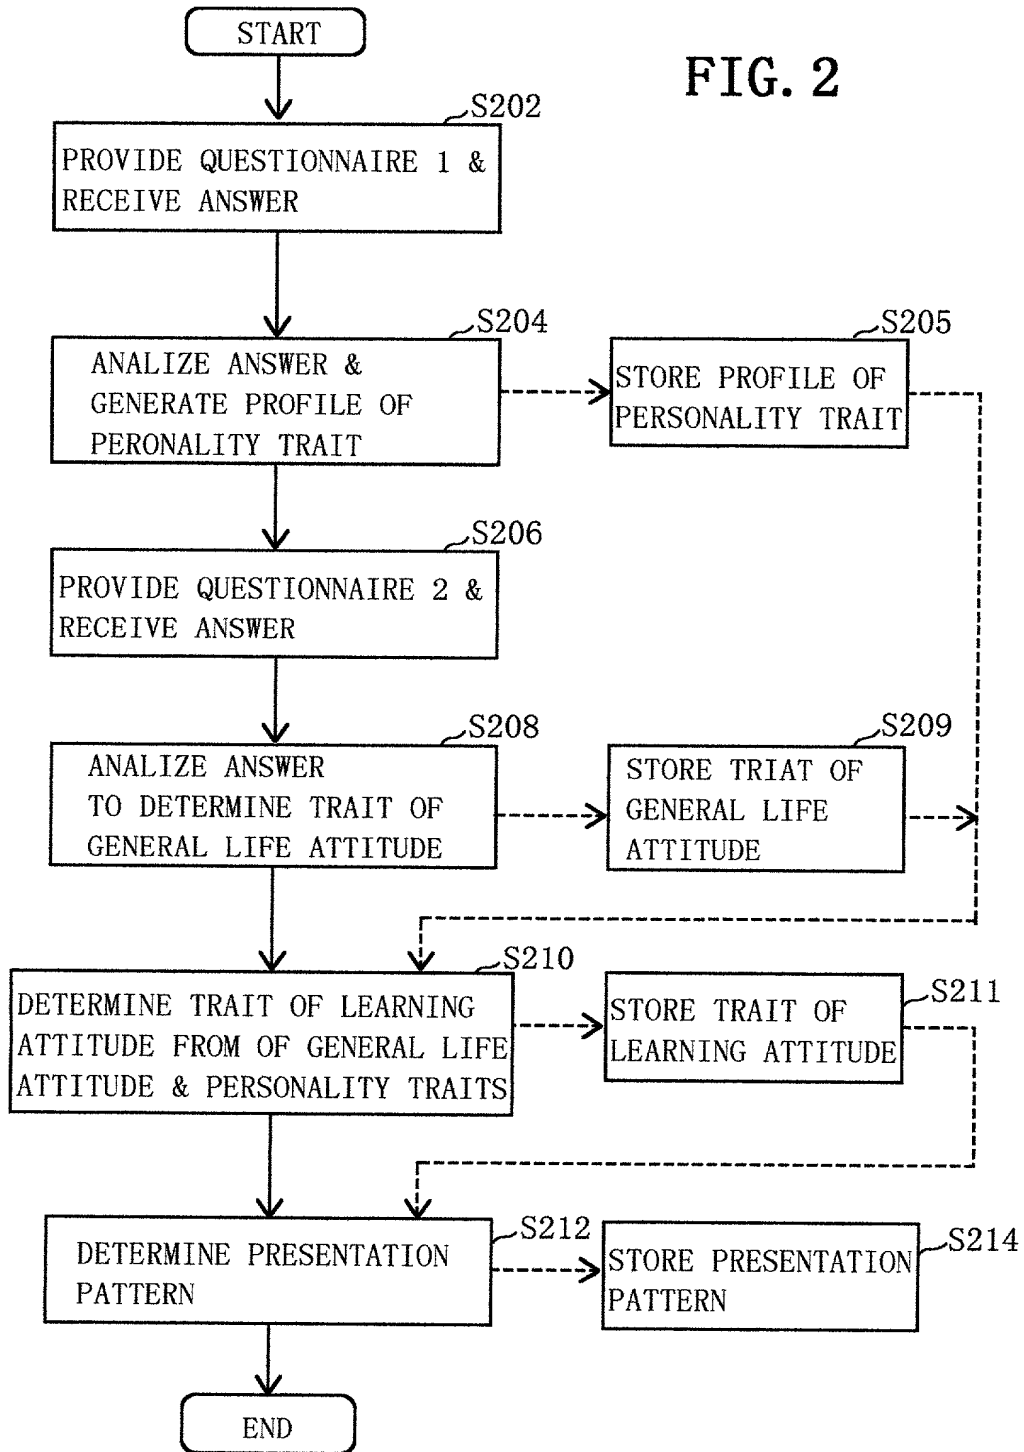 START
FIG. 2
S202
PROVIDE QUESTIONNAIRE 1 &
RECEIVE ANSWER
S204
ANALIZE ANSWER &
GENERATE PROFILE OF
PERONALITY TRAIT
S205
STORE PROFILE OF
PERSONALITY TRAIT
S206
PROVIDE QUESTIONNAIRE 2 &
RECEIVE ANSWER
S208
ANALIZE ANSWER
TO DETERMINE TRAIT OF
GENERAL LIFE ATTITUDE
S209
STORE TRIAT OF
GENERAL LIFE
ATTITUDE
S210
DETERMINE TRAIT OF LEARNING
ATTITUDE FROM OF GENERAL LIFE
ATTITUDE & PERSONALITY TRAITS
S211
STORE TRAIT OF
LEARNING ATTITUDE
S212
DETERMINE PRESENTATION
PATTERN
S214
STORE PRESENTATION
PATTERN
END